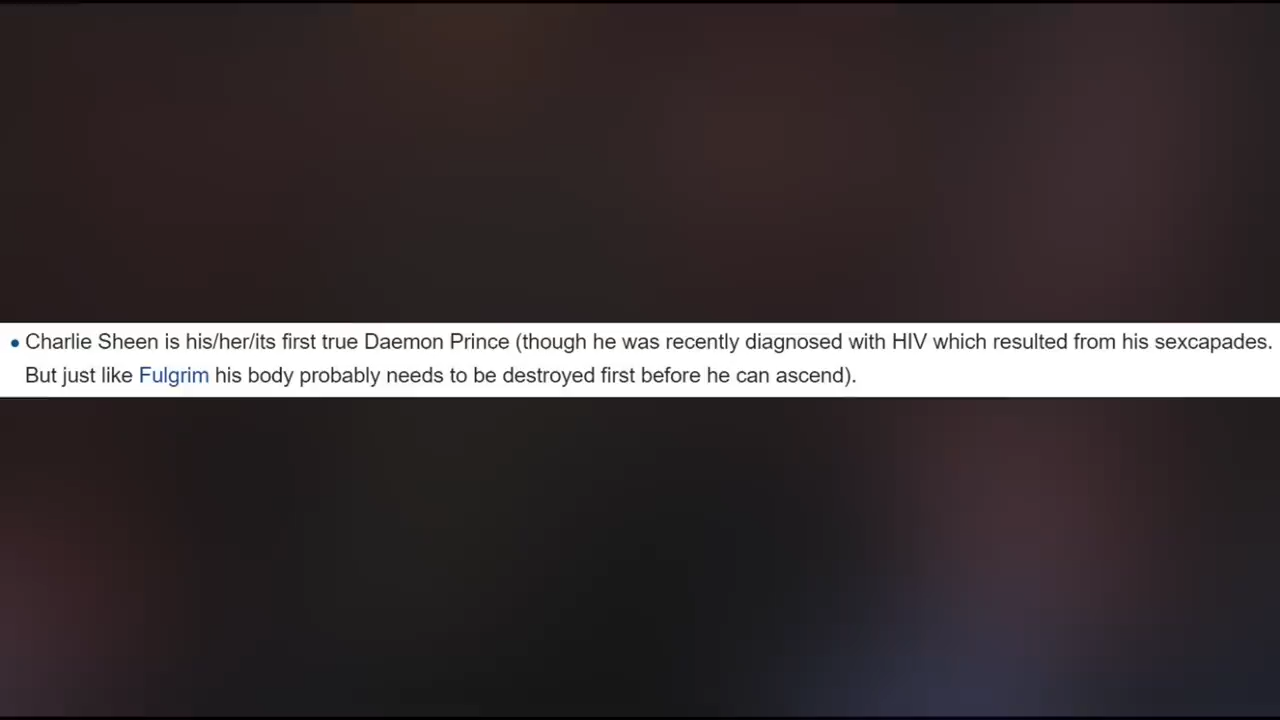 • Charlie Sheen is his/her/its first true Daemon Prince (though he was recently diagnosed with HIV which resulted from his sexcapades.
But just like Fulgrim his body probably needs to be destroyed first before he can ascend).